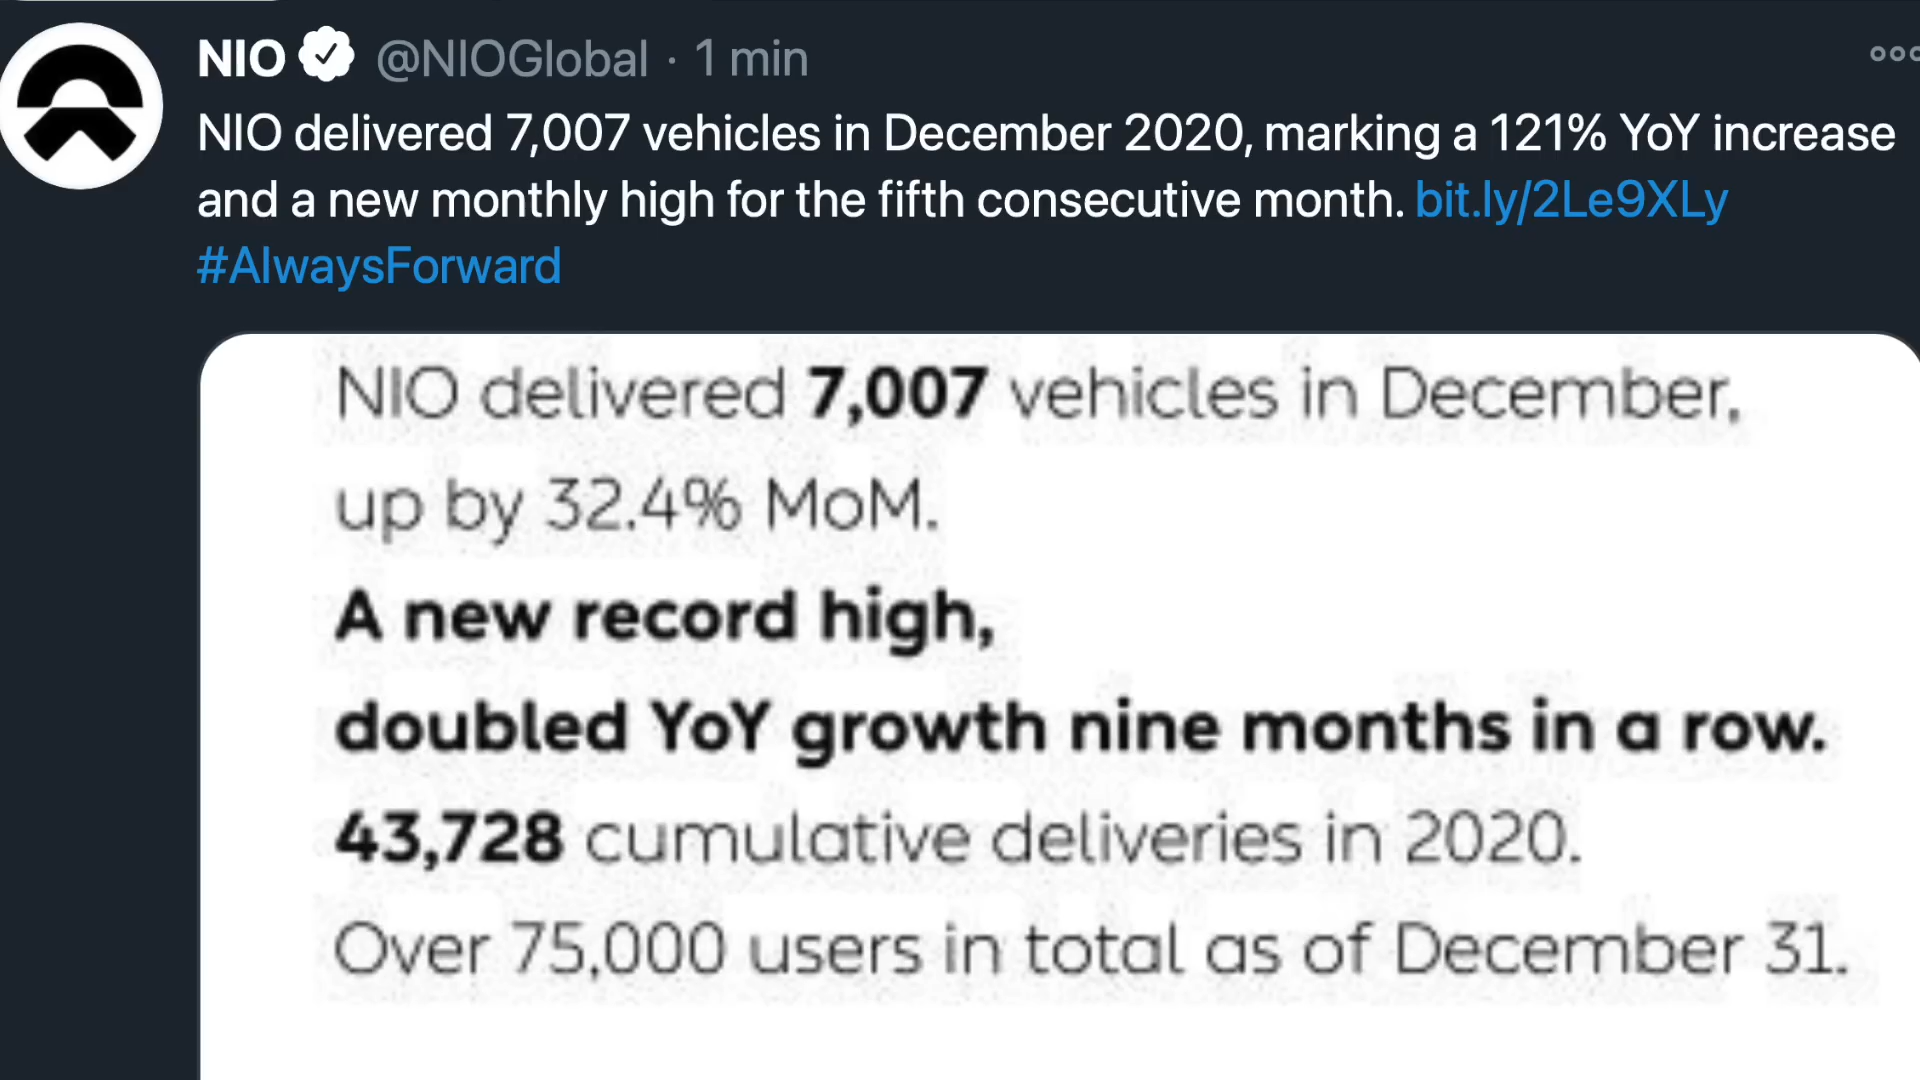 NIO @NIOGlobal · 1 min
NIO delivered 7,007 vehicles in December 2020, marking a 121% YoY increase
and a new monthly high for the fifth consecutive month. bit.ly/2Le9XLy
#AlwaysForward
NIO delivered 7,007 vehicles in December,
up by 32.4% MoM.
A new record high,
doubled YoY growth nine months in a row.
43,728 cumulative deliveries in 2020.
Over 75,000 users in total as of December 31.